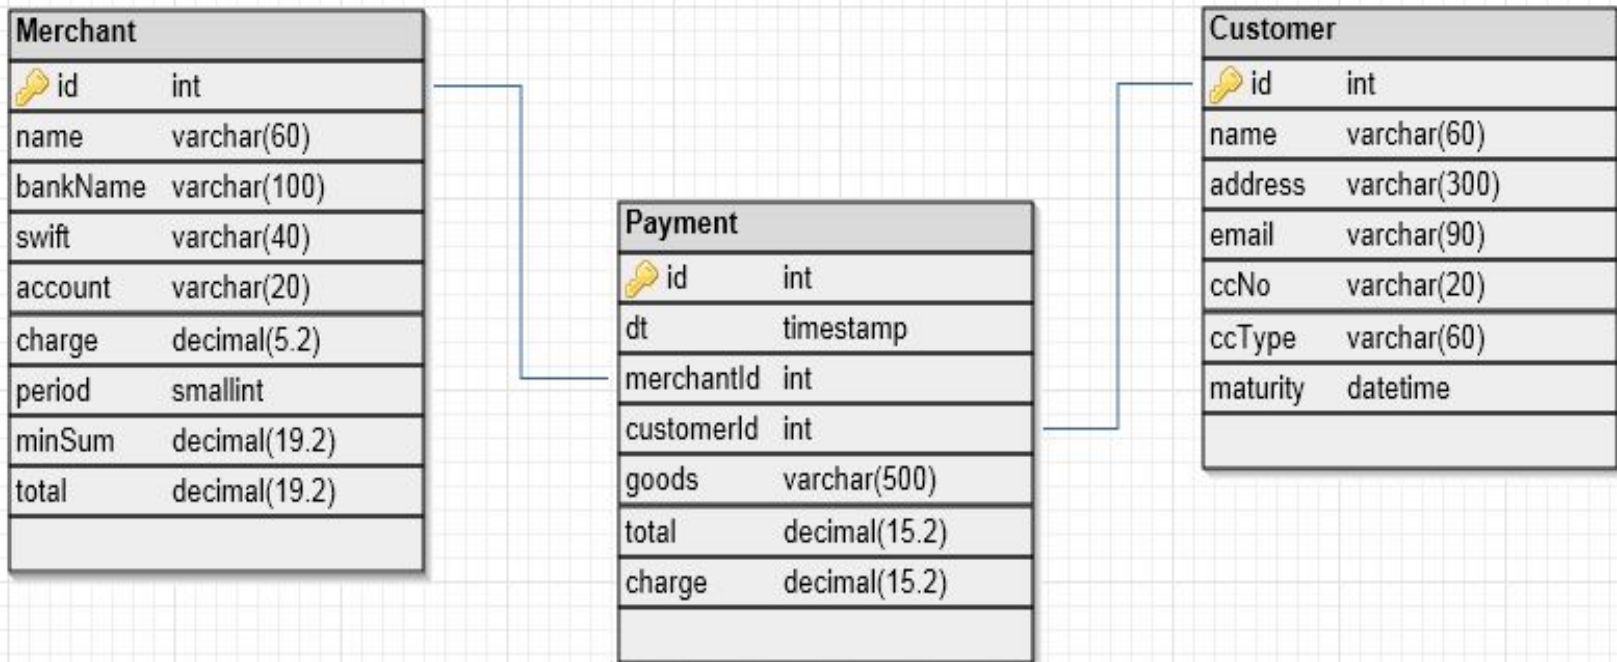 Merchant
id int
name varchar(60)
bankName varchar(100)
swift varchar(40)
account varchar(20)
charge decimal(5.2)
period smallint
minSum decimal(19.2)
total decimal(19.2)
Payment
id int
dt timestamp
merchantId int
customerId int
goods varchar(500)
total decimal(15.2)
charge decimal(15.2)
Customer
id int
name varchar(60)
address varchar(300)
email varchar(90)
ccNo varchar(20)
ccType varchar(60)
maturity datetime